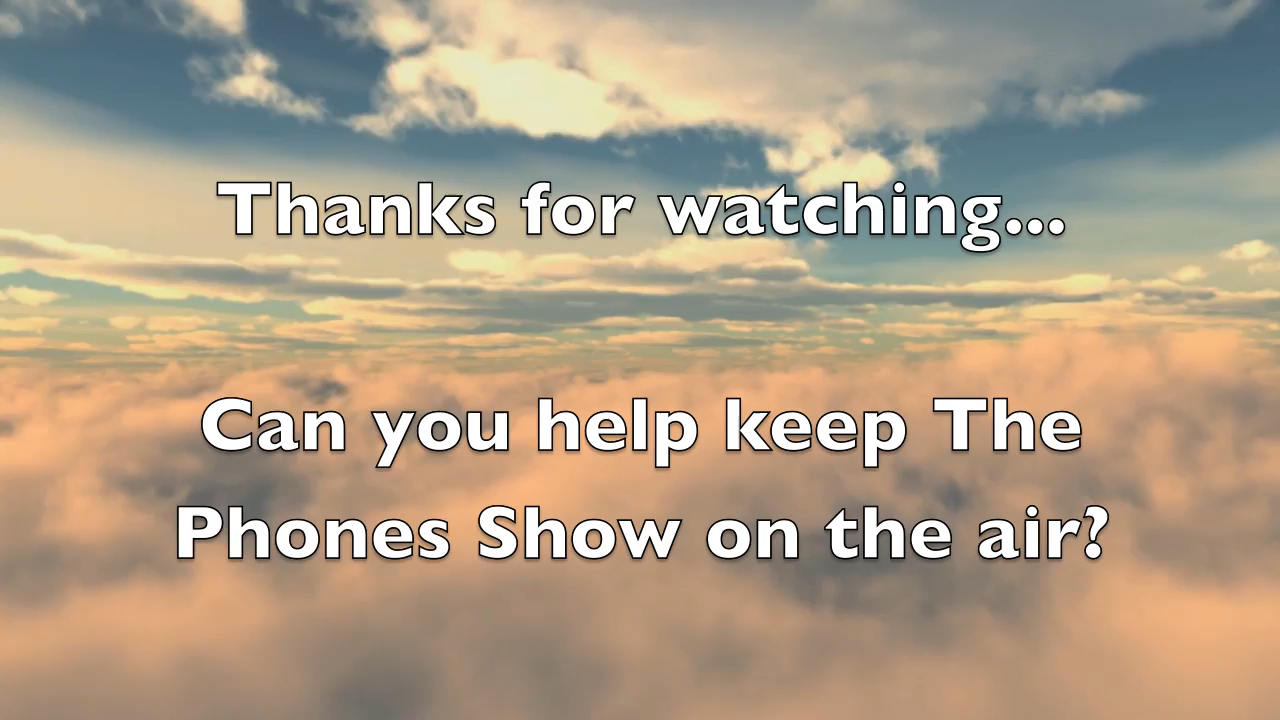 Thanks for watching...
Can you help keep The
Phones Show on the air?